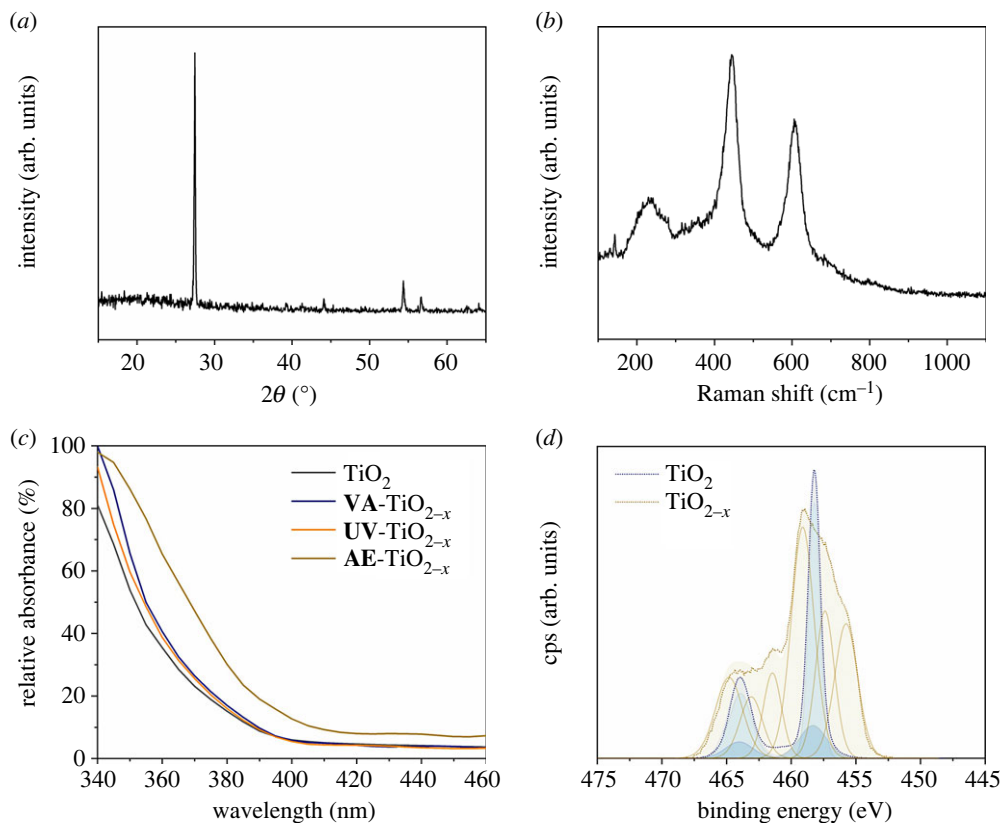 (a)
intensity (arb. units)
20 30 40 50 60
2θ (°)
(b)
intensity (arb. units)
200 400 600 800 1000
Raman shift (cm⁻¹)
(c)
relative absorbance (%)
100
80
60
40
20
0
TiO₂
VA-TiO₂₋ₓ
UV-TiO₂₋ₓ
AE-TiO₂₋ₓ
340 360 380 400 420 440 460
wavelength (nm)
(d)
cps (arb. units)
TiO₂
TiO₂₋ₓ
475 470 465 460 455 450 445
binding energy (eV)